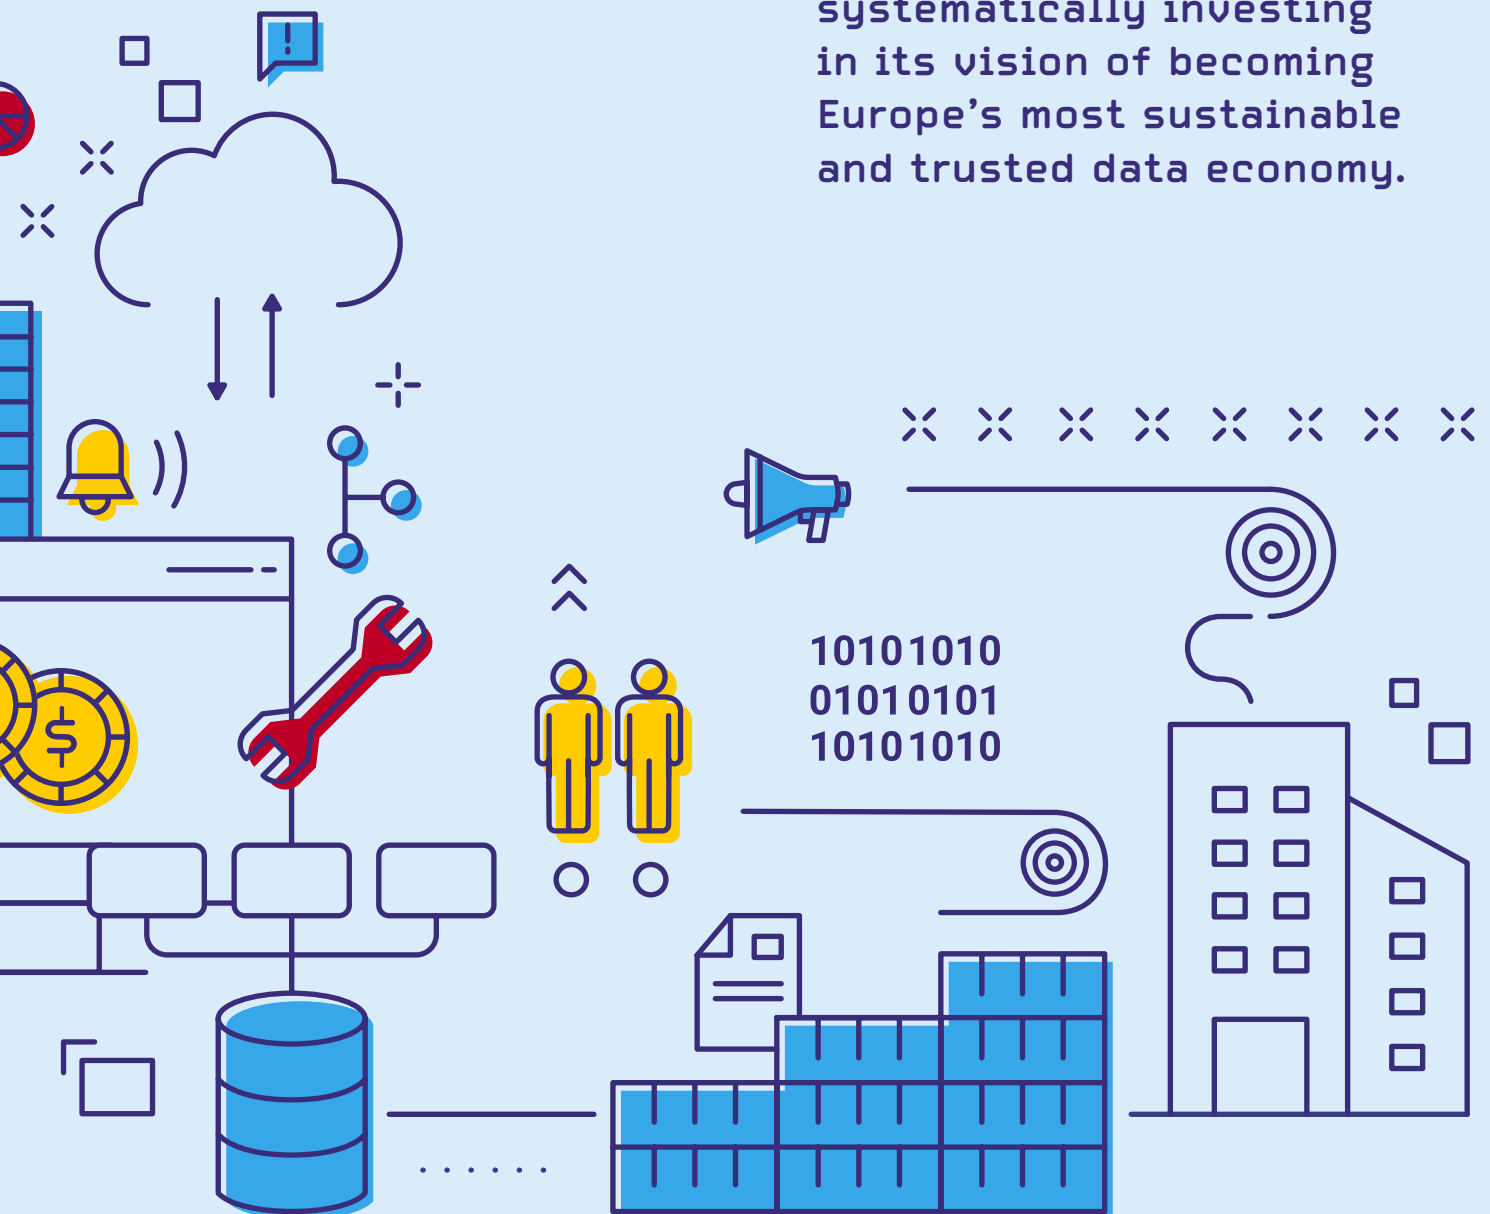 systematically investing
in its vision of becoming
Europe’s most sustainable
and trusted data economy.
!
$
10101010
01010101
10101010